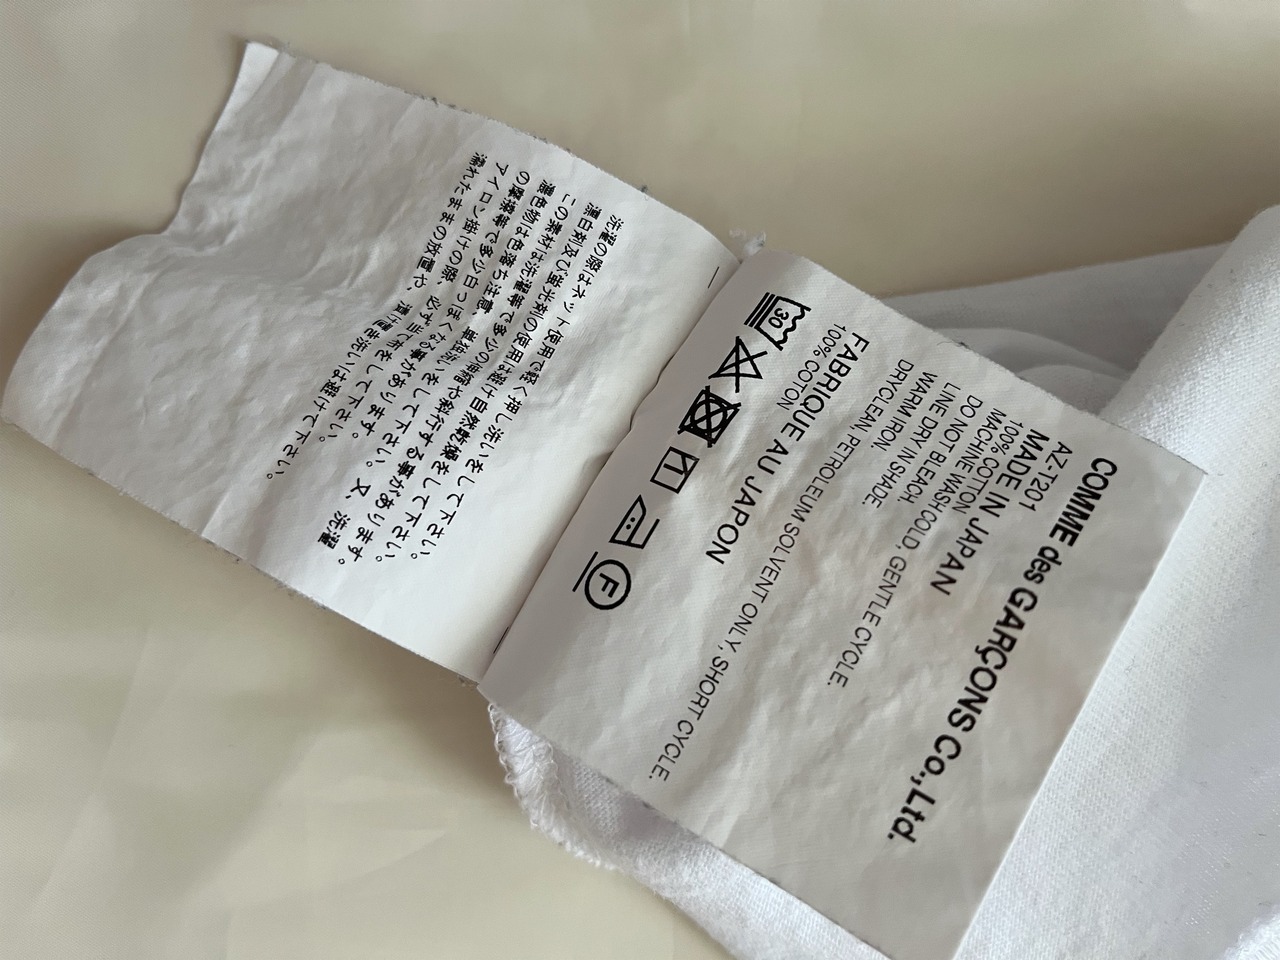 COMME des GARÇONS Co.,Ltd.
AZ-T201
MADE IN JAPAN
100% COTTON
MACHINE WASH COLD, GENTLE CYCLE.
DO NOT BLEACH.
LINE DRY IN SHADE.
WARM IRON.
DRYCLEAN, PETROLEUM SOLVENT ONLY, SHORT CYCLE.
FABRIQUE AU JAPON
100% COTTON
30
F
洗濯の際はネット使用で軽く押し洗いをして下さい。
漂白剤及び蛍光剤の使用は避け自然乾燥をして下さい。
この素材は洗濯等で多少の収縮や斜行する事があります。
濃色物は色落ち注意、単独洗いをして下さい。又、洗濯
の摩擦等で多少白っぽくなる事があります。
アイロン掛けの際、必ず当て布をして下さい。
濡れたままの放置や、漬け置き洗いは避けて下さい。